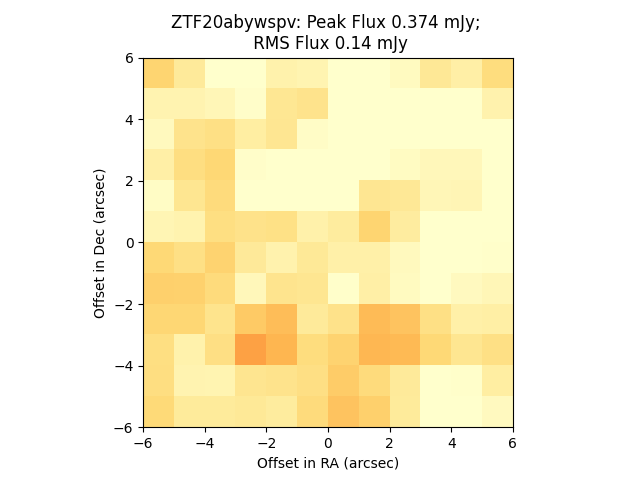 ZTF20abywspv: Peak Flux 0.374 mJy;
RMS Flux 0.14 mJy
6
4
2
0
−2
−4
−6
Offset in Dec (arcsec)
−6 −4 −2 0 2 4 6
Offset in RA (arcsec)